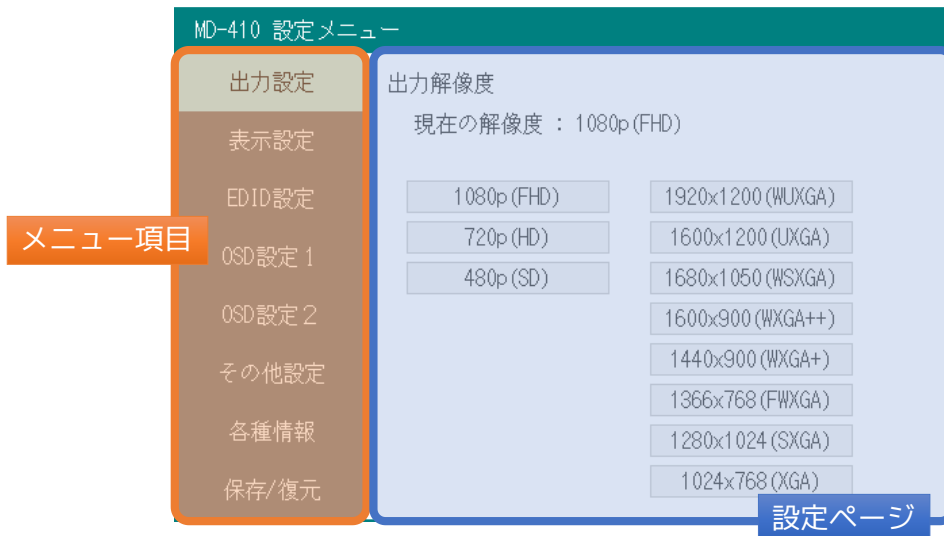 MD-410 設定メニュー
出力設定
表示設定
EDID設定
OSD設定1
OSD設定2
その他設定
各種情報
保存/復元
メニュー項目
出力解像度
現在の解像度 : 1080p(FHD)
1080p(FHD)
720p(HD)
480p(SD)
1920x1200(WUXGA)
1600x1200(UXGA)
1680x1050(WSXGA)
1600x900(WXGA++)
1440x900(WXGA+)
1366x768(FWXGA)
1280x1024(SXGA)
1024x768(XGA)
設定ページ